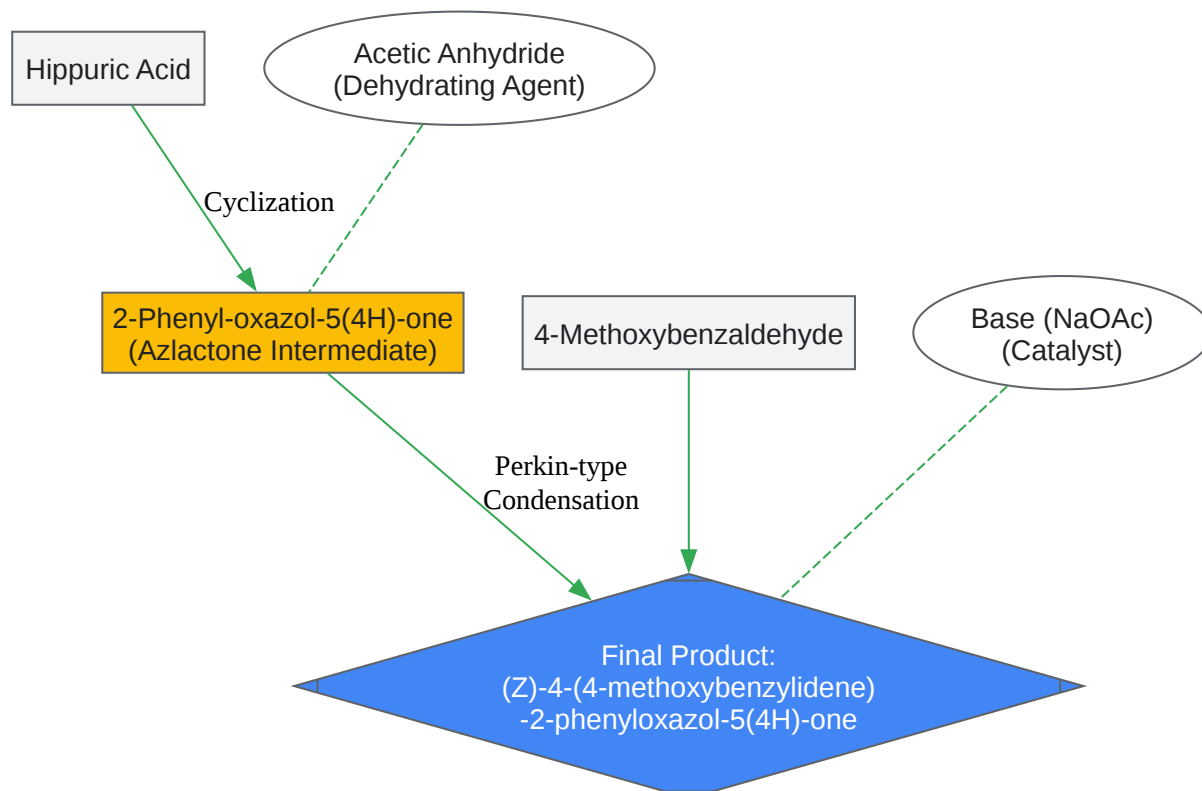 Hippuric Acid
Acetic Anhydride
(Dehydrating Agent)
Cyclization
2-Phenyl-oxazol-5(4H)-one
(Azlactone Intermediate)
4-Methoxybenzaldehyde
Base (NaOAc)
(Catalyst)
Perkin-type
Condensation
Final Product:
(Z)-4-(4-methoxybenzylidene)
-2-phenyloxazol-5(4H)-one